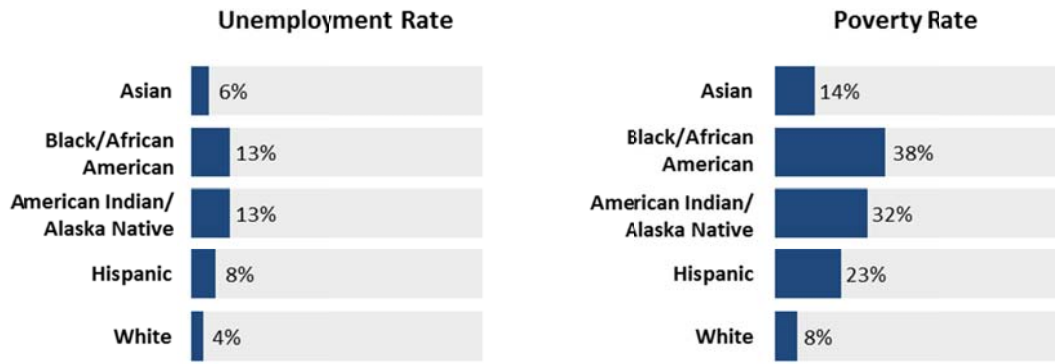 Unemployment Rate
Asian
6%
Black/African
American
13%
American Indian/
Alaska Native
13%
Hispanic
8%
White
4%
Poverty Rate
Asian
14%
Black/African
American
38%
American Indian/
Alaska Native
32%
Hispanic
23%
White
8%